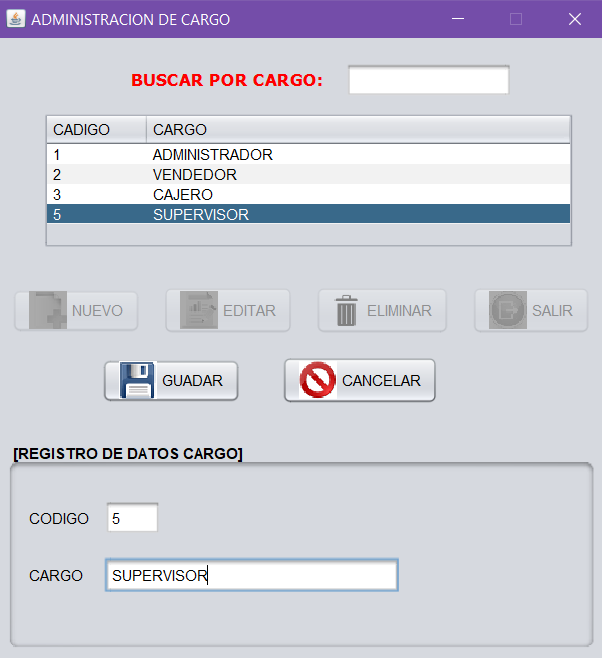 ADMINISTRACION DE CARGO
BUSCAR POR CARGO:
CADIGO CARGO
1 ADMINISTRADOR
2 VENDEDOR
3 CAJERO
5 SUPERVISOR
NUEVO EDITAR ELIMINAR SALIR
GUADAR CANCELAR
[REGISTRO DE DATOS CARGO]
CODIGO 5
CARGO SUPERVISOR